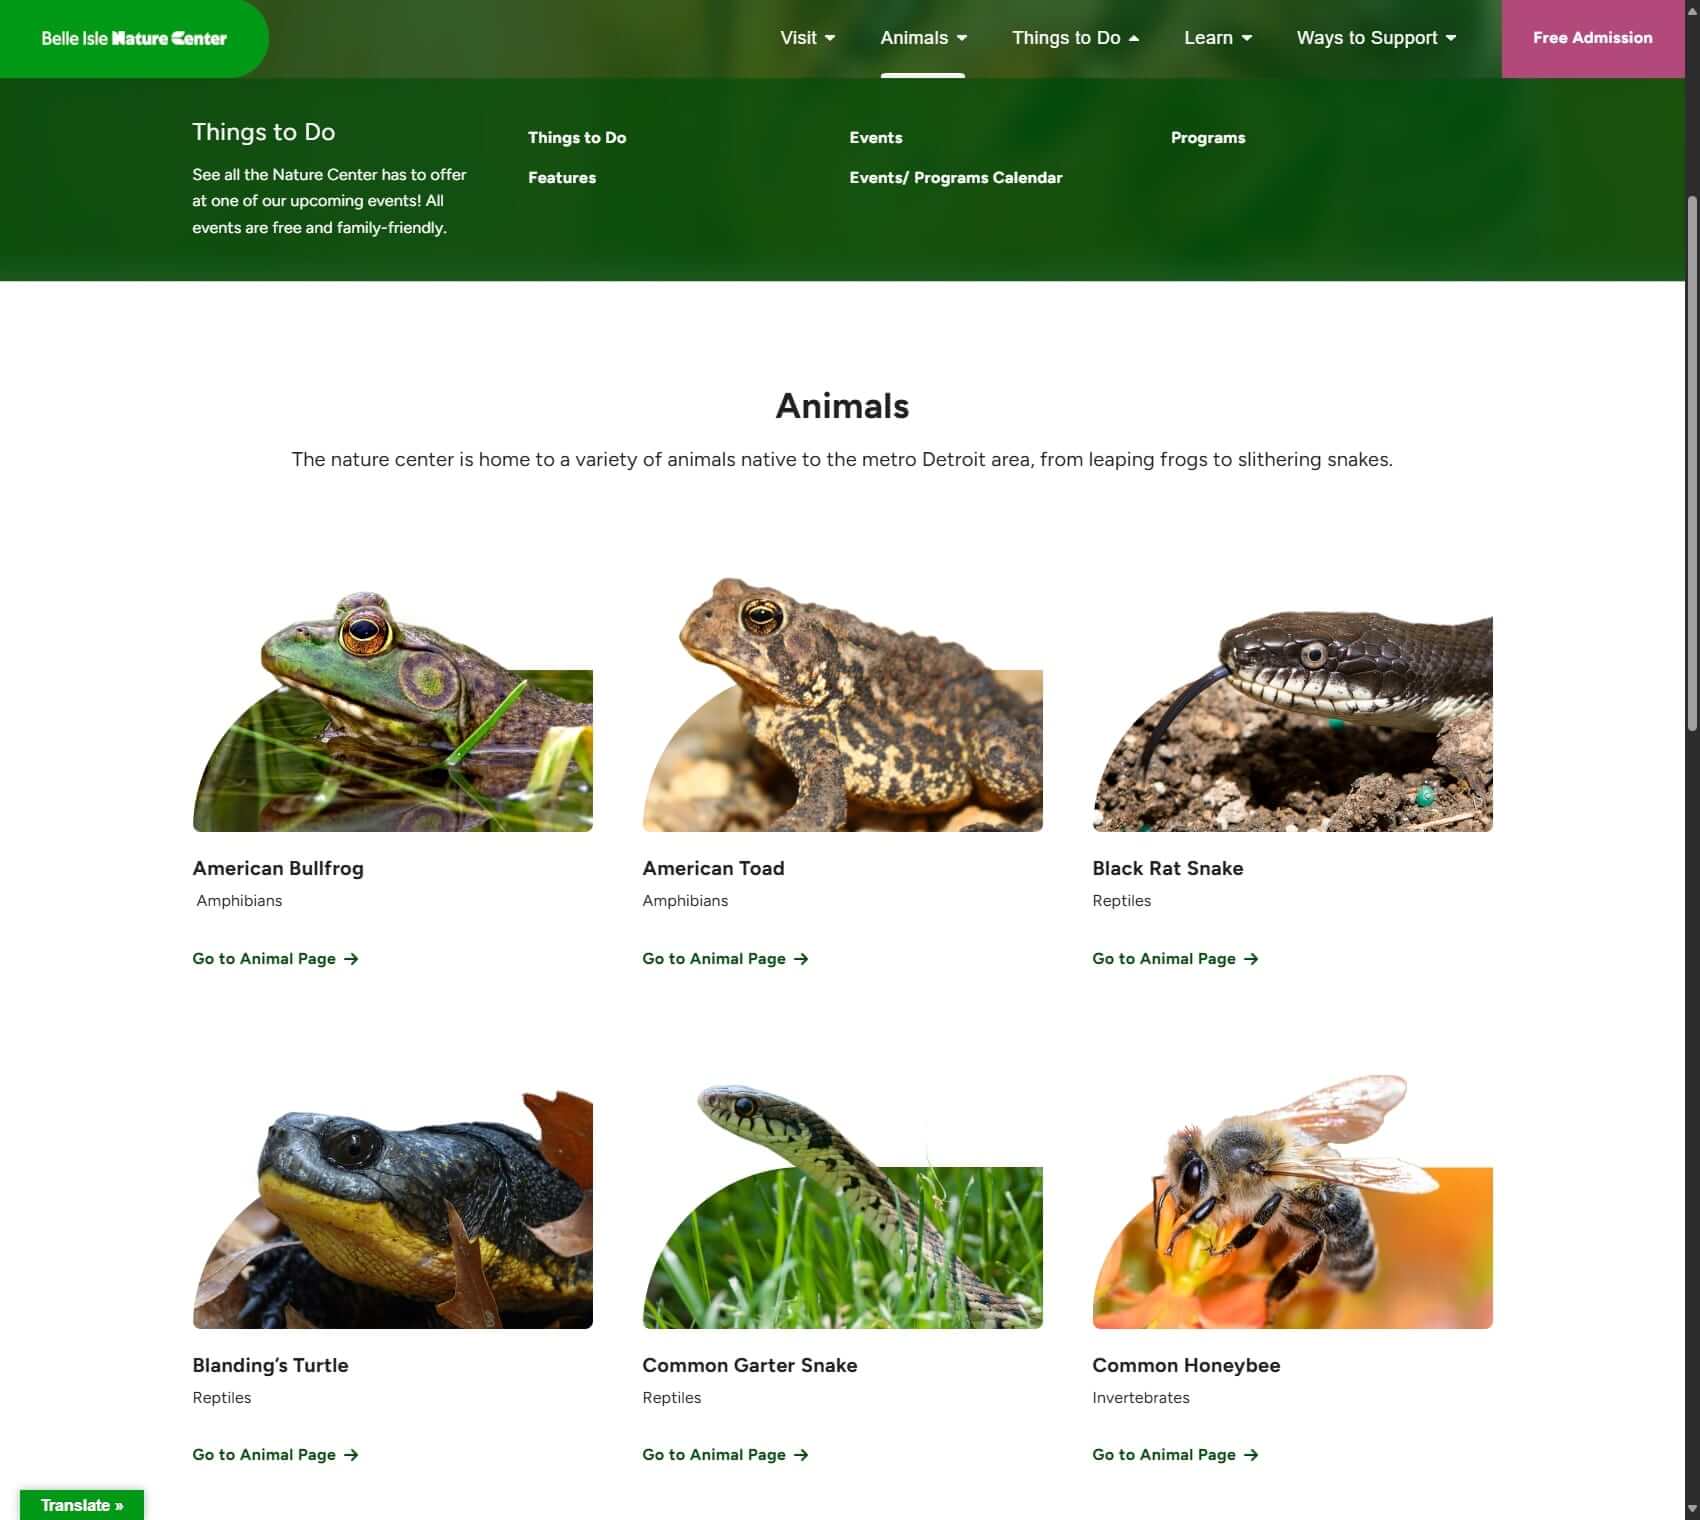 Belle Isle Nature Center
Visit
Animals
Things to Do
Learn
Ways to Support
Free Admission
Things to Do
See all the Nature Center has to offer
at one of our upcoming events! All
events are free and family-friendly.
Things to Do
Features
Events
Events/ Programs Calendar
Programs
Animals
The nature center is home to a variety of animals native to the metro Detroit area, from leaping frogs to slithering snakes.
American Bullfrog
Amphibians
Go to Animal Page →
American Toad
Amphibians
Go to Animal Page →
Black Rat Snake
Reptiles
Go to Animal Page →
Blanding’s Turtle
Reptiles
Go to Animal Page →
Common Garter Snake
Reptiles
Go to Animal Page →
Common Honeybee
Invertebrates
Go to Animal Page →
Translate »